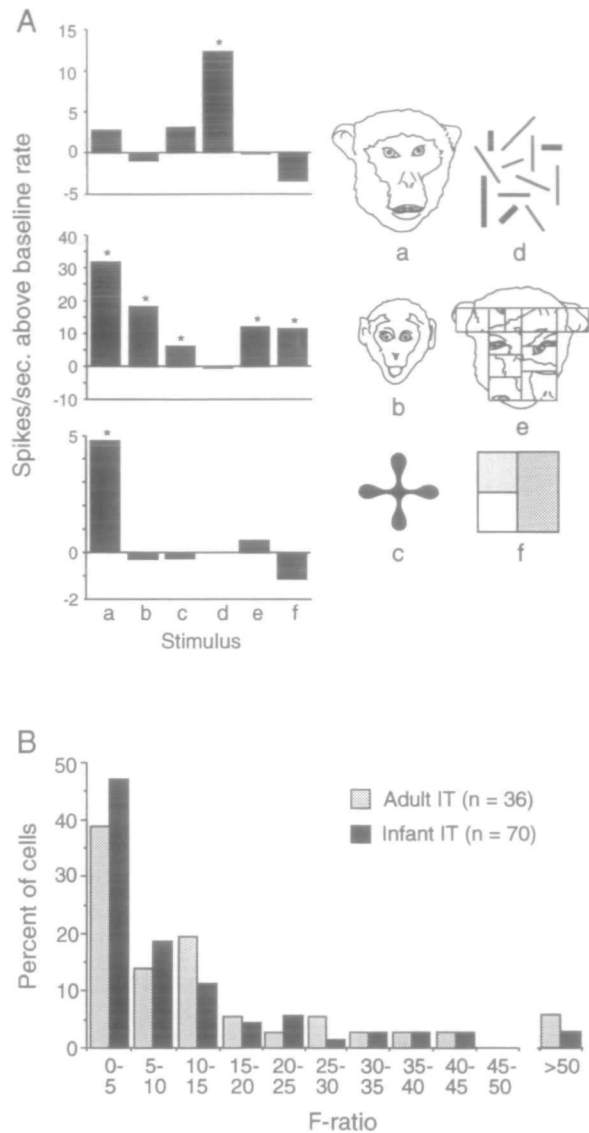 A
Spikes/sec. above baseline rate
15
10
5
0
-5
40
30
20
10
0
-10
5
0
-2
a b c d e f
Stimulus
a
d
b
e
c
f
B
Percent of cells
50
40
30
20
10
0
Adult IT (n = 36)
Infant IT (n = 70)
0- 5- 10- 15- 20- 25- 30- 35- 40- 45- >50
5 10 15 20 25 30 35 40 45 50
F-ratio